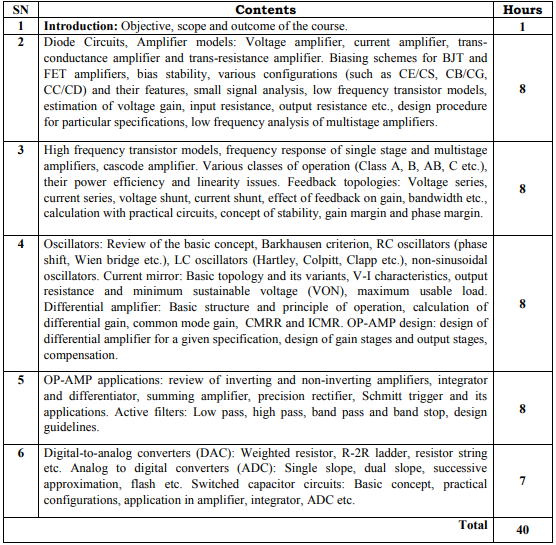 SN Contents Hours
1 Introduction: Objective, scope and outcome of the course. 1
2 Diode Circuits, Amplifier models: Voltage amplifier, current amplifier, trans-
conductance amplifier and trans-resistance amplifier. Biasing schemes for BJT and
FET amplifiers, bias stability, various configurations (such as CE/CS, CB/CG,
CC/CD) and their features, small signal analysis, low frequency transistor models,
estimation of voltage gain, input resistance, output resistance etc., design procedure
for particular specifications, low frequency analysis of multistage amplifiers.
8
3 High frequency transistor models, frequency response of single stage and multistage
amplifiers, cascode amplifier. Various classes of operation (Class A, B, AB, C etc.),
their power efficiency and linearity issues. Feedback topologies: Voltage series,
current series, voltage shunt, current shunt, effect of feedback on gain, bandwidth etc.,
calculation with practical circuits, concept of stability, gain margin and phase margin.
8
4 Oscillators: Review of the basic concept, Barkhausen criterion, RC oscillators (phase
shift, Wien bridge etc.), LC oscillators (Hartley, Colpitt, Clapp etc.), non-sinusoidal
oscillators. Current mirror: Basic topology and its variants, V-I characteristics, output
resistance and minimum sustainable voltage (VON), maximum usable load.
Differential amplifier: Basic structure and principle of operation, calculation of
differential gain, common mode gain, CMRR and ICMR. OP-AMP design: design of
differential amplifier for a given specification, design of gain stages and output stages,
compensation.
8
5 OP-AMP applications: review of inverting and non-inverting amplifiers, integrator
and differentiator, summing amplifier, precision rectifier, Schmitt trigger and its
applications. Active filters: Low pass, high pass, band pass and band stop, design
guidelines.
8
6 Digital-to-analog converters (DAC): Weighted resistor, R-2R ladder, resistor string
etc. Analog to digital converters (ADC): Single slope, dual slope, successive
approximation, flash etc. Switched capacitor circuits: Basic concept, practical
configurations, application in amplifier, integrator, ADC etc.
7
Total 40